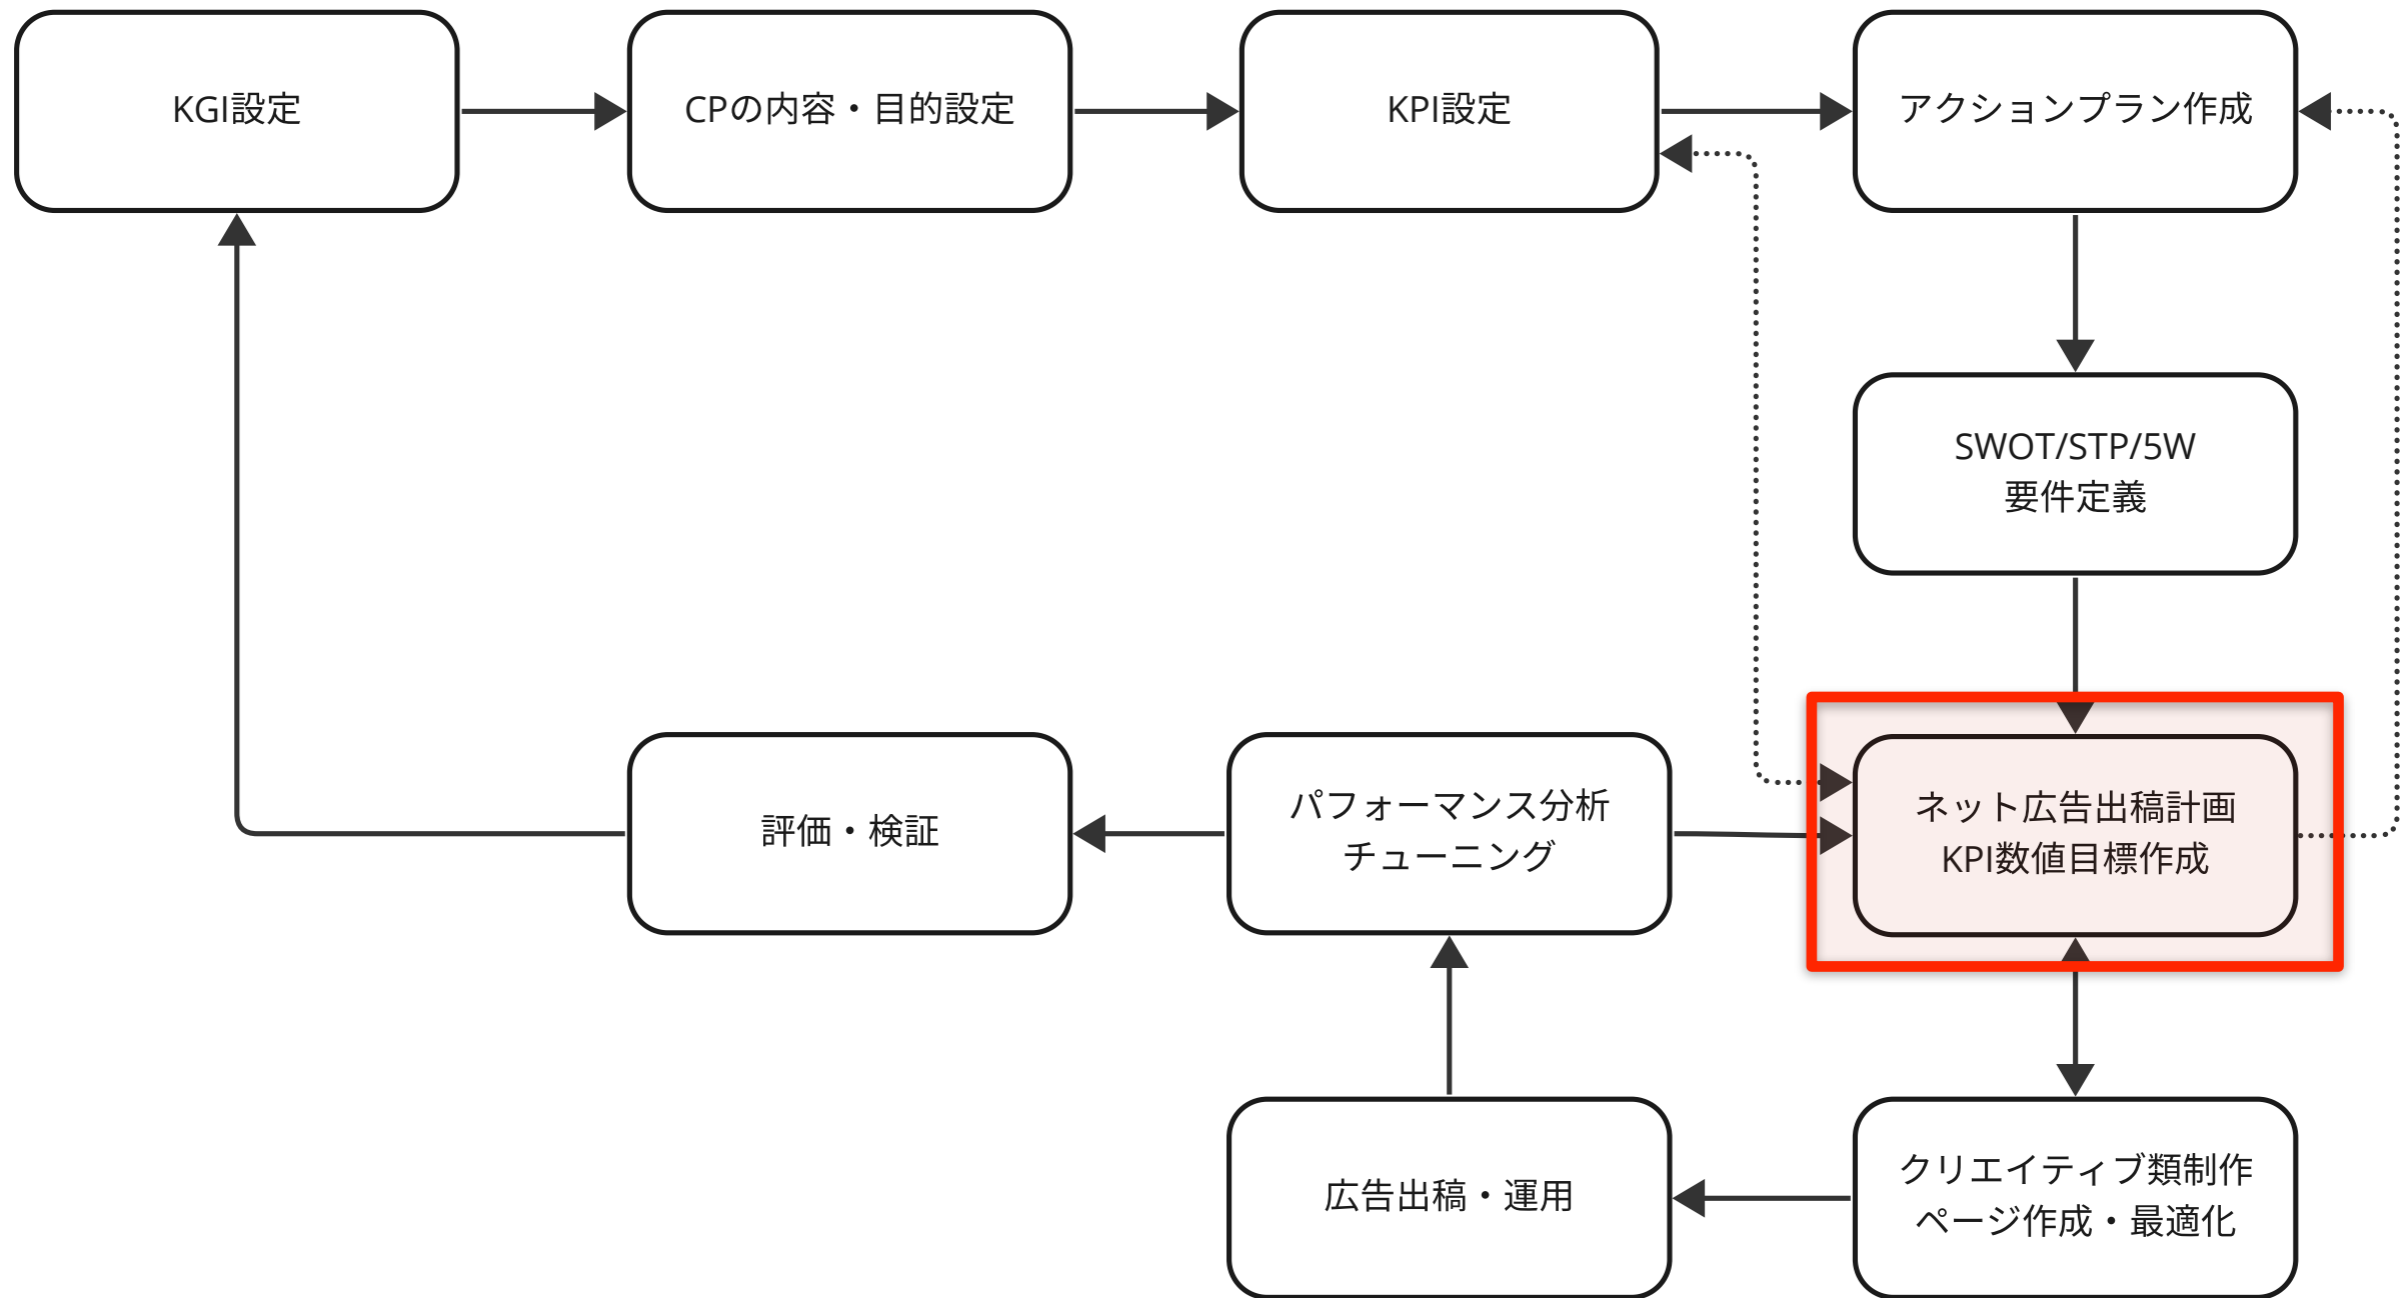 KGI設定
CPの内容・目的設定
KPI設定
アクションプラン作成
SWOT/STP/5W
要件定義
評価・検証
パフォーマンス分析
チューニング
ネット広告出稿計画
KPI数値目標作成
広告出稿・運用
クリエイティブ類制作
ページ作成・最適化